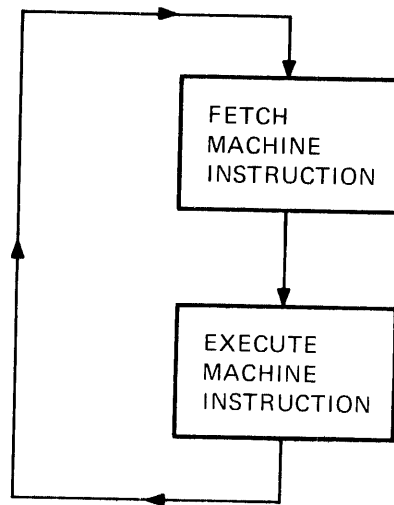 FETCH
MACHINE
INSTRUCTION
EXECUTE
MACHINE
INSTRUCTION